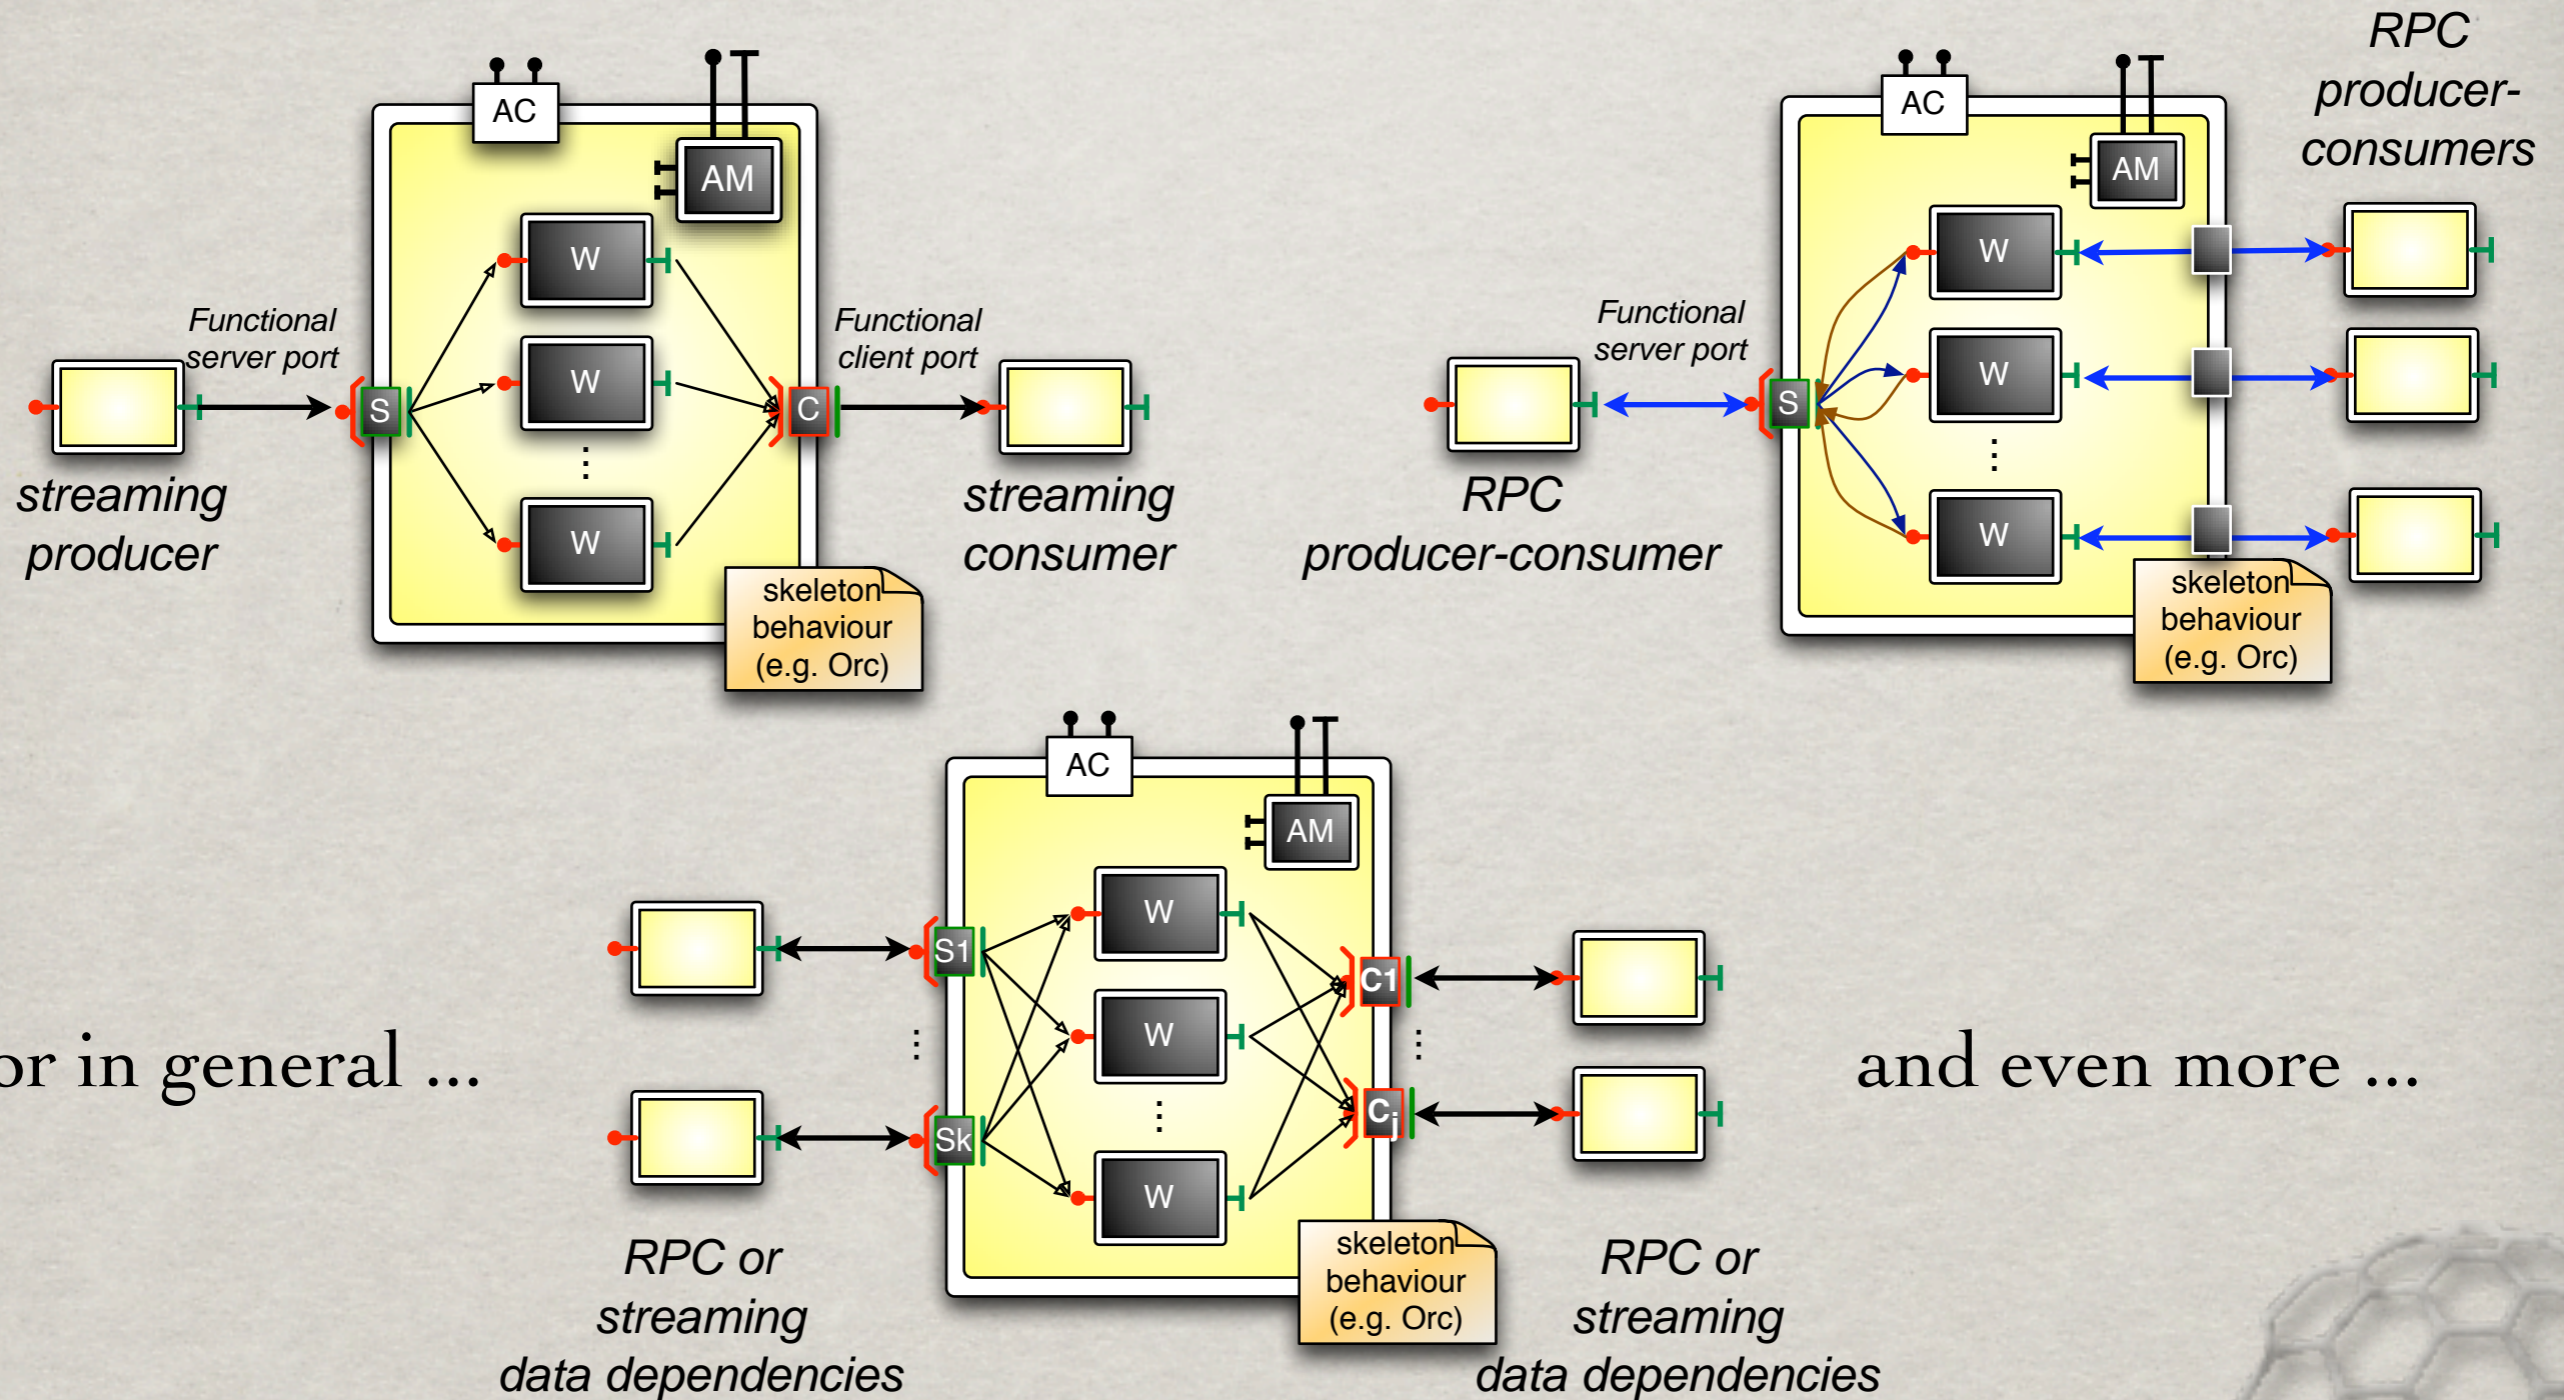 AC
AM
W
W
⋮
W
Functional
server port
S
Functional
client port
C
streaming
producer
streaming
consumer
skeleton
behaviour
(e.g. Orc)
RPC
producer-
consumers
AC
AM
W
W
⋮
W
Functional
server port
S
RPC
producer-consumer
skeleton
behaviour
(e.g. Orc)
or in general ...
AC
AM
W
W
⋮
W
S1
⋮
Sk
C1
⋮
Cj
RPC or
streaming
data dependencies
skeleton
behaviour
(e.g. Orc)
RPC or
streaming
data dependencies
and even more ...